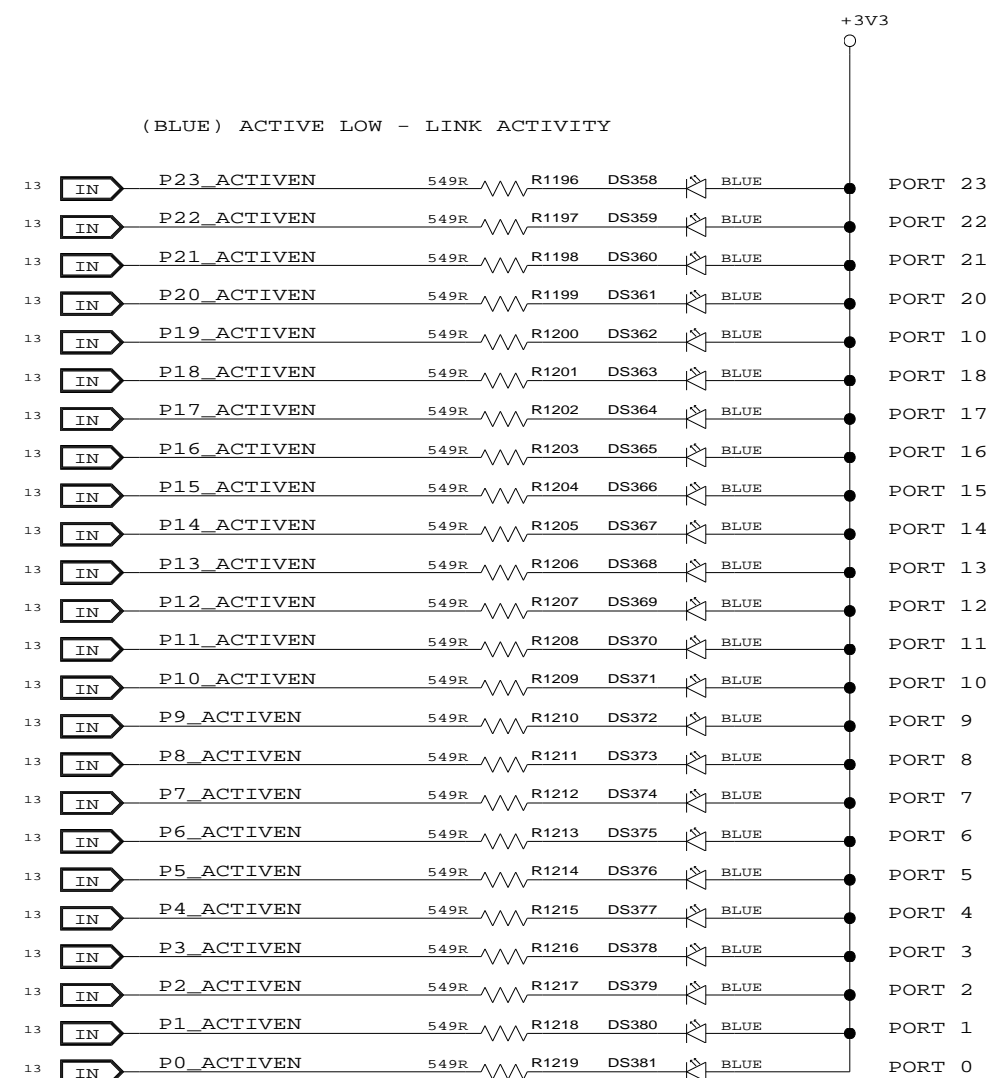 +3V3
(BLUE) ACTIVE LOW - LINK ACTIVITY
13 IN P23_ACTIVEN 549R R1196 DS358 BLUE PORT 23
13 IN P22_ACTIVEN 549R R1197 DS359 BLUE PORT 22
13 IN P21_ACTIVEN 549R R1198 DS360 BLUE PORT 21
13 IN P20_ACTIVEN 549R R1199 DS361 BLUE PORT 20
13 IN P19_ACTIVEN 549R R1200 DS362 BLUE PORT 10
13 IN P18_ACTIVEN 549R R1201 DS363 BLUE PORT 18
13 IN P17_ACTIVEN 549R R1202 DS364 BLUE PORT 17
13 IN P16_ACTIVEN 549R R1203 DS365 BLUE PORT 16
13 IN P15_ACTIVEN 549R R1204 DS366 BLUE PORT 15
13 IN P14_ACTIVEN 549R R1205 DS367 BLUE PORT 14
13 IN P13_ACTIVEN 549R R1206 DS368 BLUE PORT 13
13 IN P12_ACTIVEN 549R R1207 DS369 BLUE PORT 12
13 IN P11_ACTIVEN 549R R1208 DS370 BLUE PORT 11
13 IN P10_ACTIVEN 549R R1209 DS371 BLUE PORT 10
13 IN P9_ACTIVEN 549R R1210 DS372 BLUE PORT 9
13 IN P8_ACTIVEN 549R R1211 DS373 BLUE PORT 8
13 IN P7_ACTIVEN 549R R1212 DS374 BLUE PORT 7
13 IN P6_ACTIVEN 549R R1213 DS375 BLUE PORT 6
13 IN P5_ACTIVEN 549R R1214 DS376 BLUE PORT 5
13 IN P4_ACTIVEN 549R R1215 DS377 BLUE PORT 4
13 IN P3_ACTIVEN 549R R1216 DS378 BLUE PORT 3
13 IN P2_ACTIVEN 549R R1217 DS379 BLUE PORT 2
13 IN P1_ACTIVEN 549R R1218 DS380 BLUE PORT 1
13 IN P0_ACTIVEN 549R R1219 DS381 BLUE PORT 0